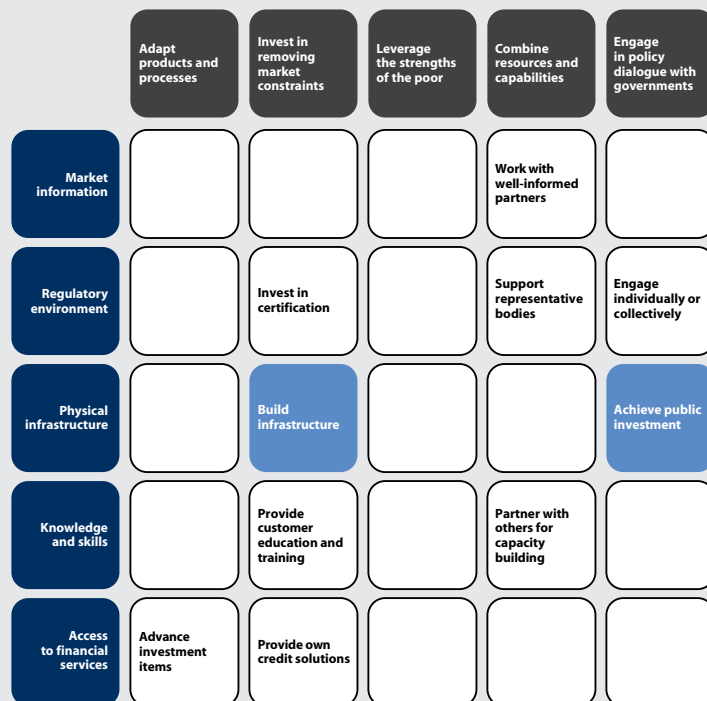 Adapt
products and
processes
Invest in
removing
market
constraints
Leverage
the strengths
of the poor
Combine
resources and
capabilities
Engage
in policy
dialogue with
governments
Market
information
Work with
well-informed
partners
Regulatory
environment
Invest in
certification
Support
representative
bodies
Engage
individually or
collectively
Physical
infrastructure
Build
infrastructure
Achieve public
investment
Knowledge
and skills
Provide
customer
education and
training
Partner with
others for
capacity
building
Access
to financial
services
Advance
investment
items
Provide own
credit solutions